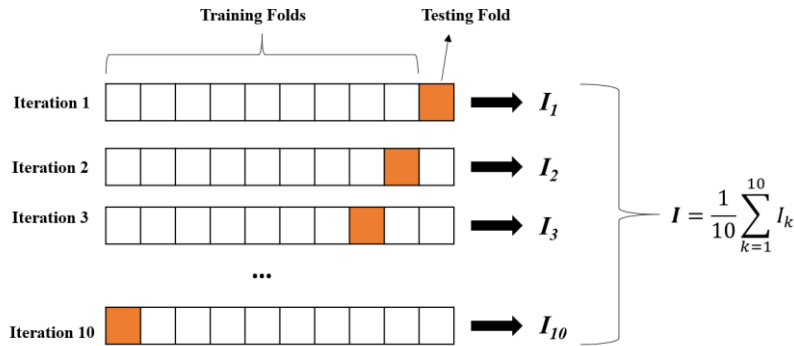 Training Folds
Testing Fold
Iteration 1
I1
Iteration 2
I2
Iteration 3
I3
...
Iteration 10
I10
I = 1/10 ∑ k=1 10 Ik